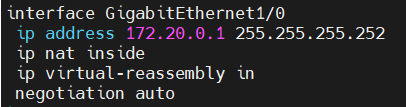 interface GigabitEthernet1/0
ip address 172.20.0.1 255.255.255.252
ip nat inside
ip virtual-reassembly in
negotiation auto